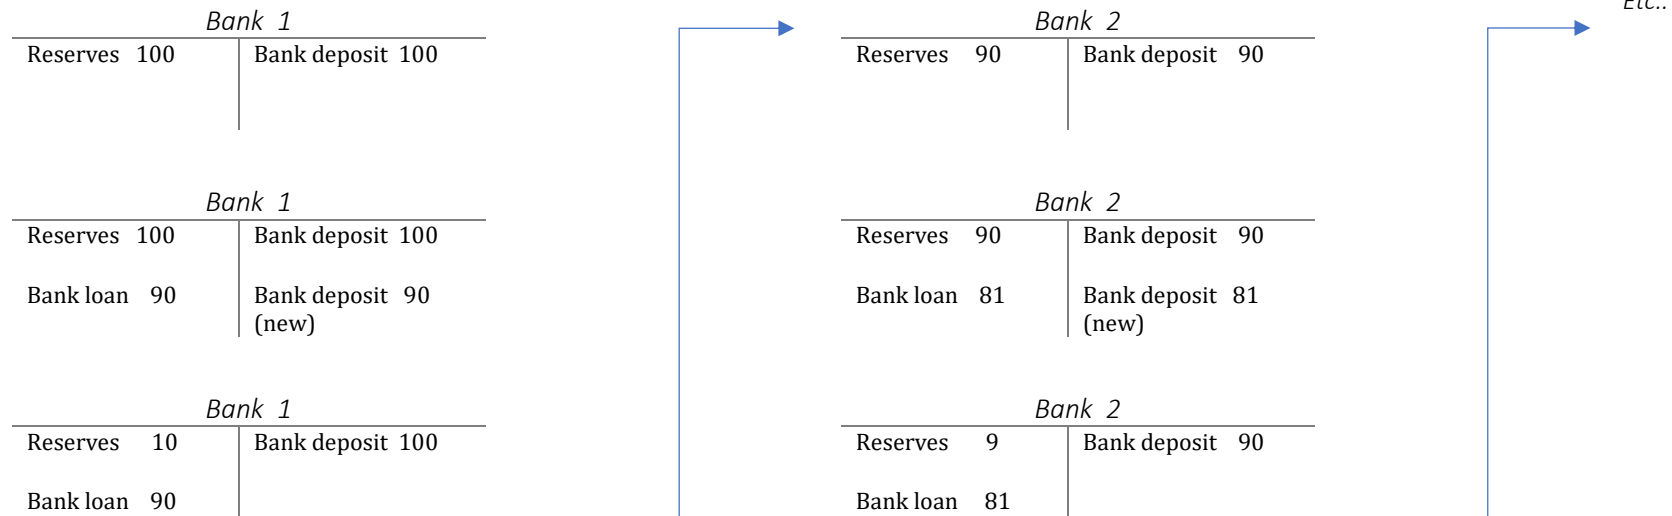 Etc..
Bank 1
Reserves 100 Bank deposit 100
Bank 1
Reserves 100 Bank deposit 100
Bank loan 90 Bank deposit 90
(new)
Bank 1
Reserves 10 Bank deposit 100
Bank loan 90
Bank 2
Reserves 90 Bank deposit 90
Bank 2
Reserves 90 Bank deposit 90
Bank loan 81 Bank deposit 81
(new)
Bank 2
Reserves 9 Bank deposit 90
Bank loan 81